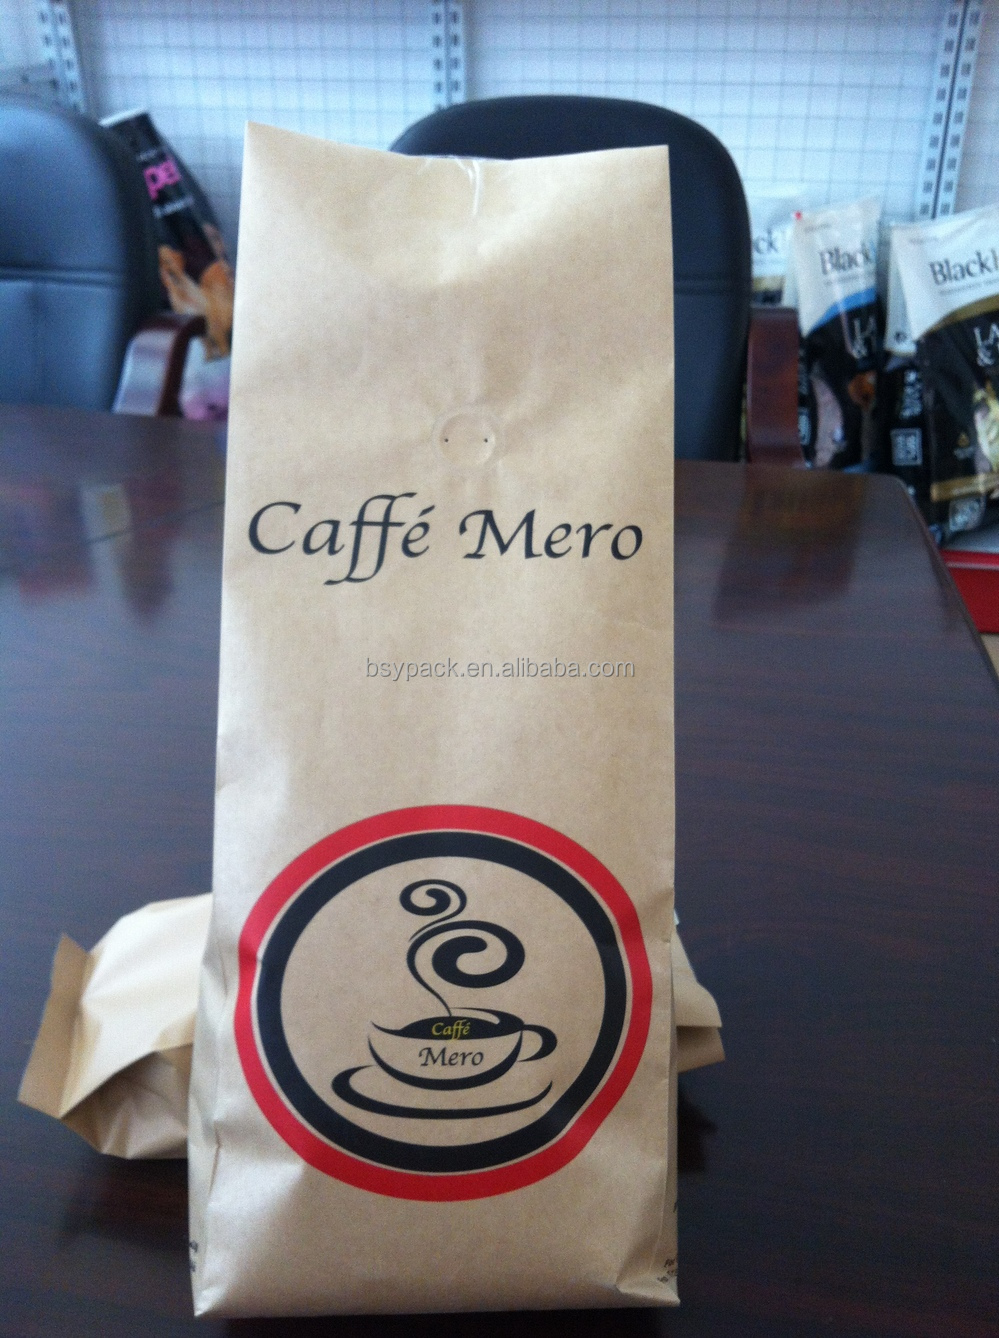 Caffé Mero
bsypack.en.alibaba.com
Caffé
Mero
Black
Black